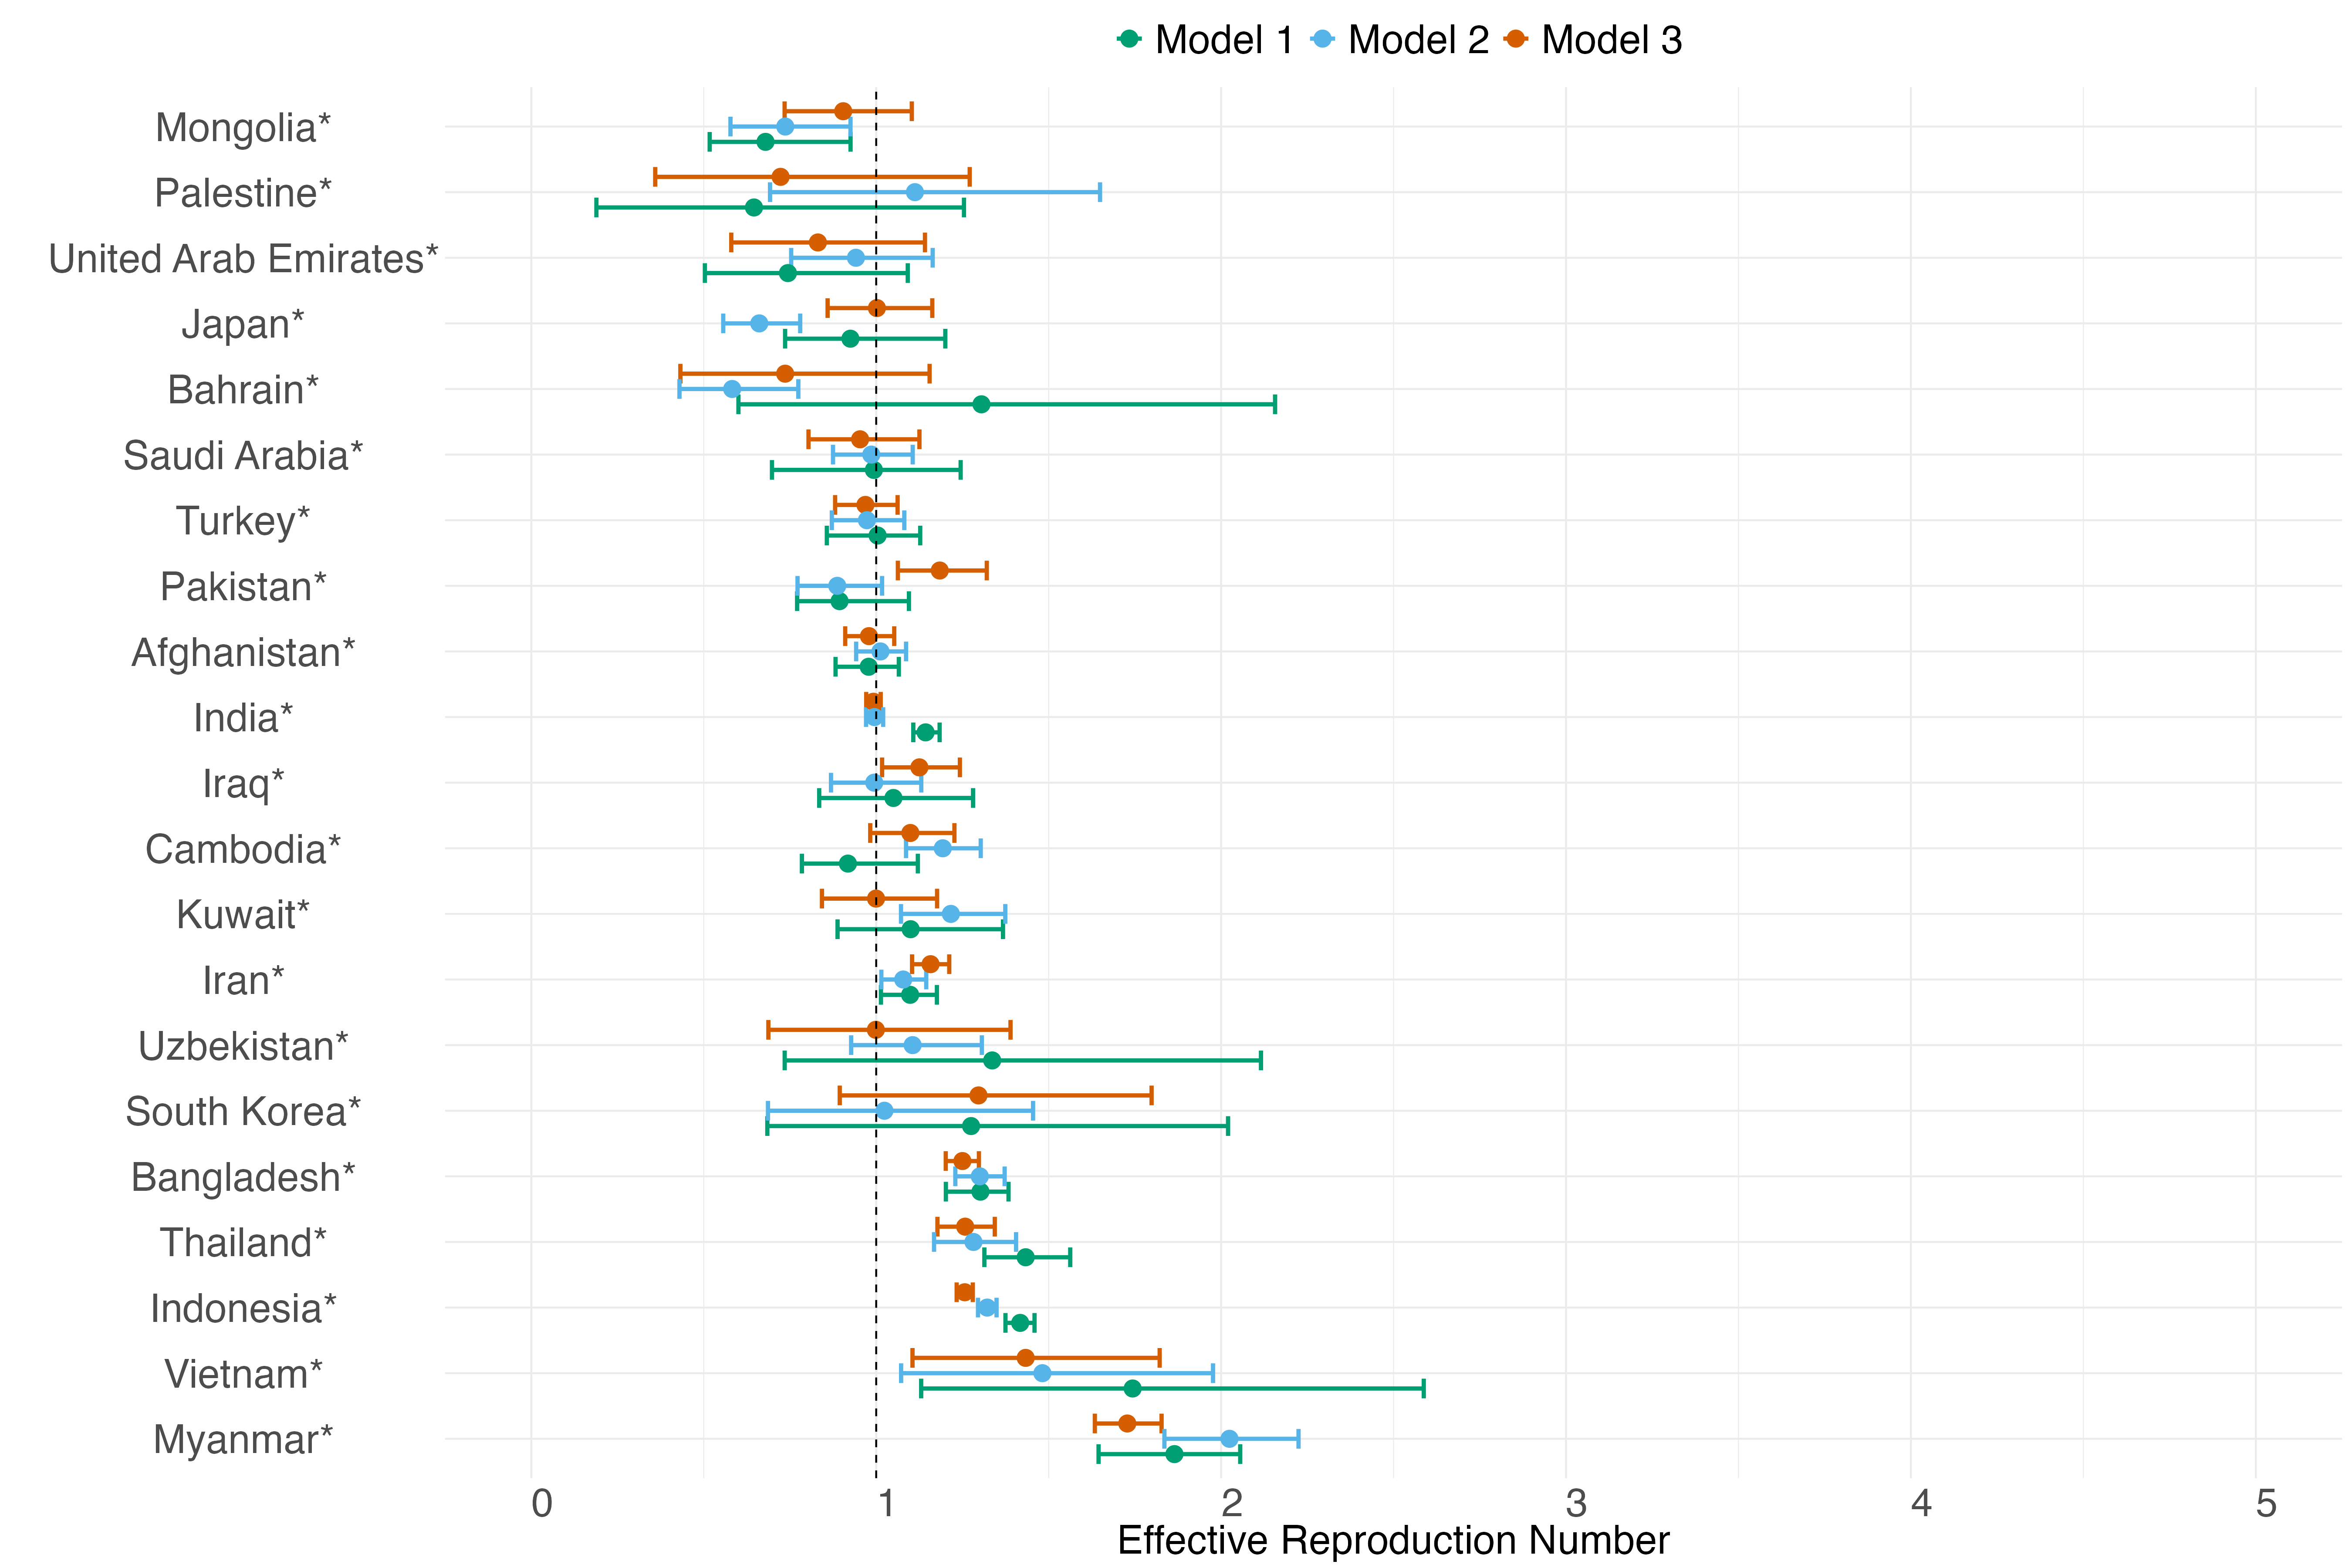 Model 1 Model 2 Model 3
Mongolia*
Palestine*
United Arab Emirates*
Japan*
Bahrain*
Saudi Arabia*
Turkey*
Pakistan*
Afghanistan*
India*
Iraq*
Cambodia*
Kuwait*
Iran*
Uzbekistan*
South Korea*
Bangladesh*
Thailand*
Indonesia*
Vietnam*
Myanmar*
0 1 2 3 4 5
Effective Reproduction Number